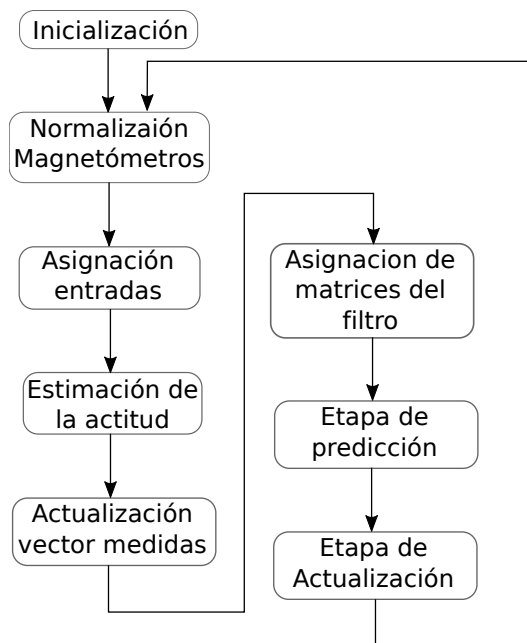 Inicialización
Normalizaión
Magnetómetros
Asignación
entradas
Estimación de
la actitud
Actualización
vector medidas
Asignacion de
matrices del
filtro
Etapa de
predicción
Etapa de
Actualización